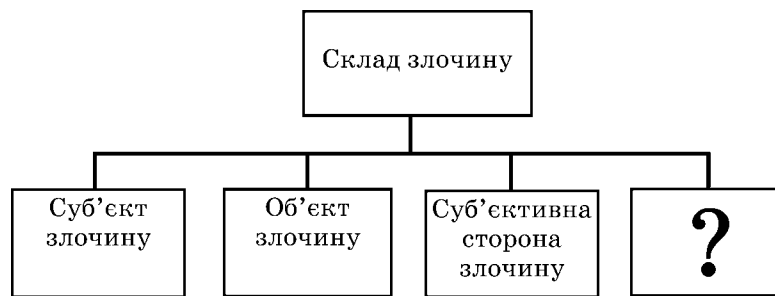 Склад злочину
Суб’єкт
злочину
Об’єкт
злочину
Суб’єктивна
сторона
злочину
?